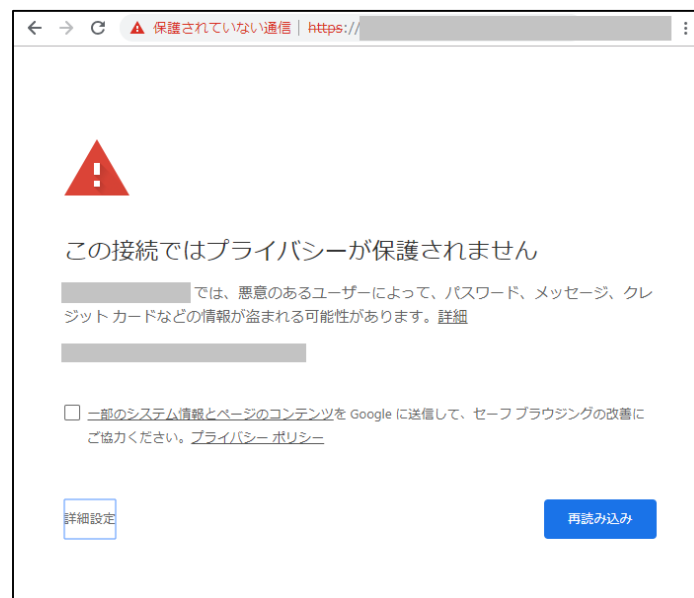 保護されていない通信 | https://
この接続ではプライバシーが保護されません
では、悪意のあるユーザーによって、パスワード、メッセージ、クレ
ジット カードなどの情報が盗まれる可能性があります。詳細
一部のシステム情報とページのコンテンツを Google に送信して、セーフ ブラウジングの改善に
ご協力ください。プライバシー ポリシー
詳細設定
再読み込み